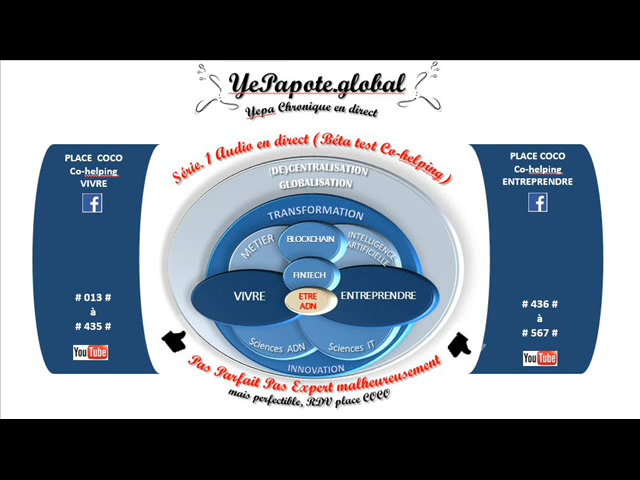 YePapote.global
Yepa Chronique en direct
Série, 1 Audio en direct (Béta test Co-helping)
PLACE COCO
Co-helping
VIVRE
# 013 #
à
# 435 #
YouTube
(DE)CENTRALISATION
GLOBALISATION
TRANSFORMATION
METIER
BLOCKCHAIN
INTELLIGENCE
ARTIFICIELLE
FINTECH
VIVRE
ETRE
ADN
ENTREPRENDRE
Sciences ADN
Sciences IT
INNOVATION
Pas Parfait Pas Expert malheureusement
mais perfectible, RDV place COCO
PLACE COCO
Co-helping
ENTREPRENDRE
# 436 #
à
# 567 #
YouTube